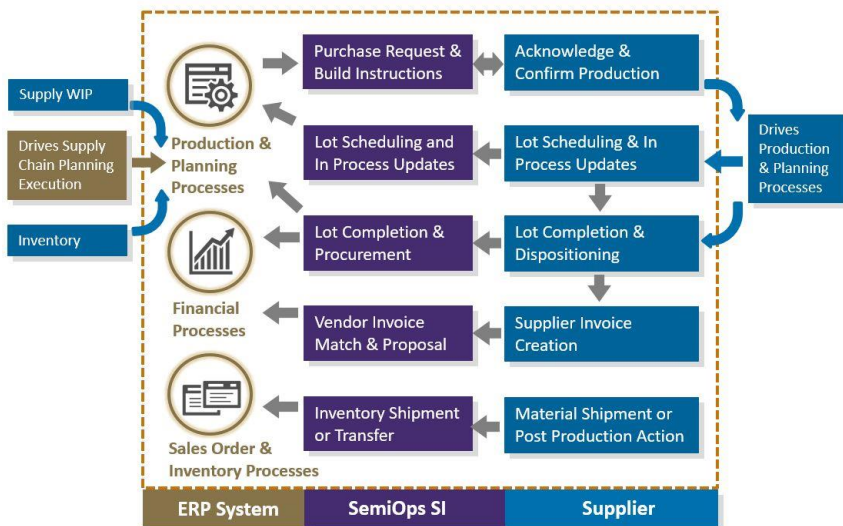 Purchase Request &
Build Instructions
Acknowledge &
Confirm Production
Supply WIP
Drives Supply
Chain Planning
Execution
Inventory
Production &
Planning
Processes
Lot Scheduling and
In Process Updates
Lot Scheduling & In
Process Updates
Drives
Production
& Planning
Processes
Lot Completion &
Procurement
Lot Completion &
Dispositioning
Financial
Processes
Vendor Invoice
Match & Proposal
Supplier Invoice
Creation
Inventory Shipment
or Transfer
Material Shipment or
Post Production Action
Sales Order &
Inventory Processes
ERP System
SemiOps SI
Supplier